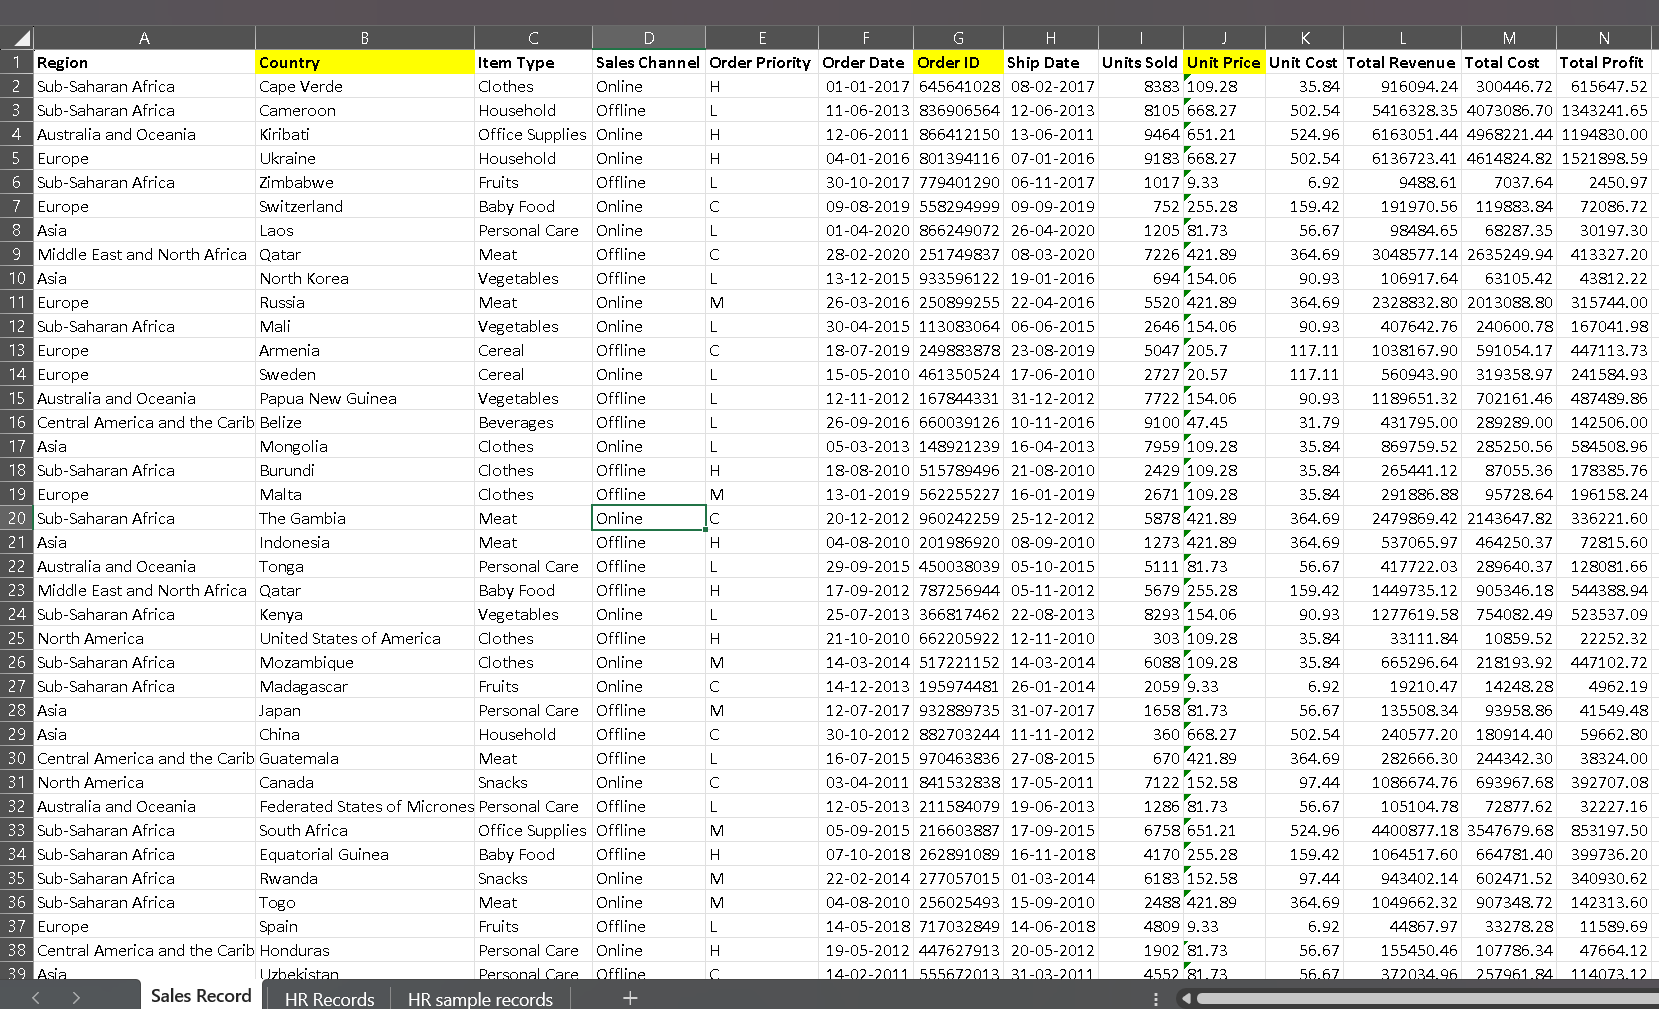 A B C D E F G H I J K L M N
1 Region Country Item Type Sales Channel Order Priority Order Date Order ID Ship Date Units Sold Unit Price Unit Cost Total Revenue Total Cost Total Profit
2 Sub-Saharan Africa Cape Verde Clothes Online H 01-01-2017 645641028 08-02-2017 8383 109.28 35.84 916094.24 300446.72 615647.52
3 Sub-Saharan Africa Cameroon Household Offline L 11-06-2013 836906564 12-06-2013 8105 668.27 502.54 5416328.35 4073086.70 1343241.65
4 Australia and Oceania Kiribati Office Supplies Online H 12-06-2011 866412150 13-06-2011 9464 651.21 524.96 6163051.44 4968221.44 1194830.00
5 Europe Ukraine Household Online H 04-01-2016 801394116 07-01-2016 9183 668.27 502.54 6136723.41 4614824.82 1521898.59
6 Sub-Saharan Africa Zimbabwe Fruits Offline L 30-10-2017 779401290 06-11-2017 1017 9.33 6.92 9488.61 7037.64 2450.97
7 Europe Switzerland Baby Food Online C 09-08-2019 558294999 09-09-2019 752 255.28 159.42 191970.56 119883.84 72086.72
8 Asia Laos Personal Care Online L 01-04-2020 866249072 26-04-2020 1205 81.73 56.67 98484.65 68287.35 30197.30
9 Middle East and North Africa Qatar Meat Offline C 28-02-2020 251749837 08-03-2020 7226 421.89 364.69 3048577.14 2635249.94 413327.20
10 Asia North Korea Vegetables Offline L 13-12-2015 933596122 19-01-2016 694 154.06 90.93 106917.64 63105.42 43812.22
11 Europe Russia Meat Online M 26-03-2016 250899255 22-04-2016 5520 421.89 364.69 2328832.80 2013088.80 315744.00
12 Sub-Saharan Africa Mali Vegetables Online L 30-04-2015 113083064 06-06-2015 2646 154.06 90.93 407642.76 240600.78 167041.98
13 Europe Armenia Cereal Offline C 18-07-2019 249883878 23-08-2019 5047 205.7 117.11 1038167.90 591054.17 447113.73
14 Europe Sweden Cereal Online L 15-05-2010 461350524 17-06-2010 2727 20.57 117.11 560943.90 319358.97 241584.93
15 Australia and Oceania Papua New Guinea Vegetables Offline L 12-11-2012 167844331 31-12-2012 7722 154.06 90.93 1189651.32 702161.46 487489.86
16 Central America and the Carib Belize Beverages Offline L 26-09-2016 660039126 10-11-2016 9100 47.45 31.79 431795.00 289289.00 142506.00
17 Asia Mongolia Clothes Online L 05-03-2013 148921239 16-04-2013 7959 109.28 35.84 869759.52 285250.56 584508.96
18 Sub-Saharan Africa Burundi Clothes Offline H 18-08-2010 515789496 21-08-2010 2429 109.28 35.84 265441.12 87055.36 178385.76
19 Europe Malta Clothes Offline M 13-01-2019 562255227 16-01-2019 2671 109.28 35.84 291886.88 95728.64 196158.24
20 Sub-Saharan Africa The Gambia Meat Online C 20-12-2012 960242259 25-12-2012 5878 421.89 364.69 2479869.42 2143647.82 336221.60
21 Asia Indonesia Meat Offline H 04-08-2010 201986920 08-09-2010 1273 421.89 364.69 537065.97 464250.37 72815.60
22 Australia and Oceania Tonga Personal Care Offline L 29-09-2015 450038039 05-10-2015 5111 81.73 56.67 417722.03 289640.37 128081.66
23 Middle East and North Africa Qatar Baby Food Offline H 17-09-2012 787256944 05-11-2012 5679 255.28 159.42 1449735.12 905346.18 544388.94
24 Sub-Saharan Africa Kenya Vegetables Online L 25-07-2013 366817462 22-08-2013 8293 154.06 90.93 1277619.58 754082.49 523537.09
25 North America United States of America Clothes Offline H 21-10-2010 662205922 12-11-2010 303 109.28 35.84 33111.84 10859.52 22252.32
26 Sub-Saharan Africa Mozambique Clothes Online M 14-03-2014 517221152 14-03-2014 6088 109.28 35.84 665296.64 218193.92 447102.72
27 Sub-Saharan Africa Madagascar Fruits Online C 14-12-2013 195974481 26-01-2014 2059 9.33 6.92 19210.47 14248.28 4962.19
28 Asia Japan Personal Care Offline M 12-07-2017 932889735 31-07-2017 1658 81.73 56.67 135508.34 93958.86 41549.48
29 Asia China Household Offline C 30-10-2012 882703244 11-11-2012 360 668.27 502.54 240577.20 180914.40 59662.80
30 Central America and the Carib Guatemala Meat Offline L 16-07-2015 970463836 27-08-2015 670 421.89 364.69 282666.30 244342.30 38324.00
31 North America Canada Snacks Online C 03-04-2011 841532838 17-05-2011 7122 152.58 97.44 1086674.76 693967.68 392707.08
32 Australia and Oceania Federated States of Micrones Personal Care Offline L 12-05-2013 211584079 19-06-2013 1286 81.73 56.67 105104.78 72877.62 32227.16
33 Sub-Saharan Africa South Africa Office Supplies Offline M 05-09-2015 216603887 17-09-2015 6758 651.21 524.96 4400877.18 3547679.68 853197.50
34 Sub-Saharan Africa Equatorial Guinea Baby Food Offline H 07-10-2018 262891089 16-11-2018 4170 255.28 159.42 1064517.60 664781.40 399736.20
35 Sub-Saharan Africa Rwanda Snacks Online M 22-02-2014 277057015 01-03-2014 6183 152.58 97.44 943402.14 602471.52 340930.62
36 Sub-Saharan Africa Togo Meat Online M 04-08-2010 256025493 15-09-2010 2488 421.89 364.69 1049662.32 907348.72 142313.60
37 Europe Spain Fruits Offline L 14-05-2018 717032849 14-06-2018 4809 9.33 6.92 44867.97 33278.28 11589.69
38 Central America and the Carib Honduras Personal Care Online H 19-05-2012 447627913 20-05-2012 1902 81.73 56.67 155450.46 107786.34 47664.12
39 Asia Uzbekistan Personal Care Offline C 14-02-2011 555672013 31-03-2011 4552 81.73 56.67 372034.96 257961.84 114073.12
Sales Record HR Records HR sample records